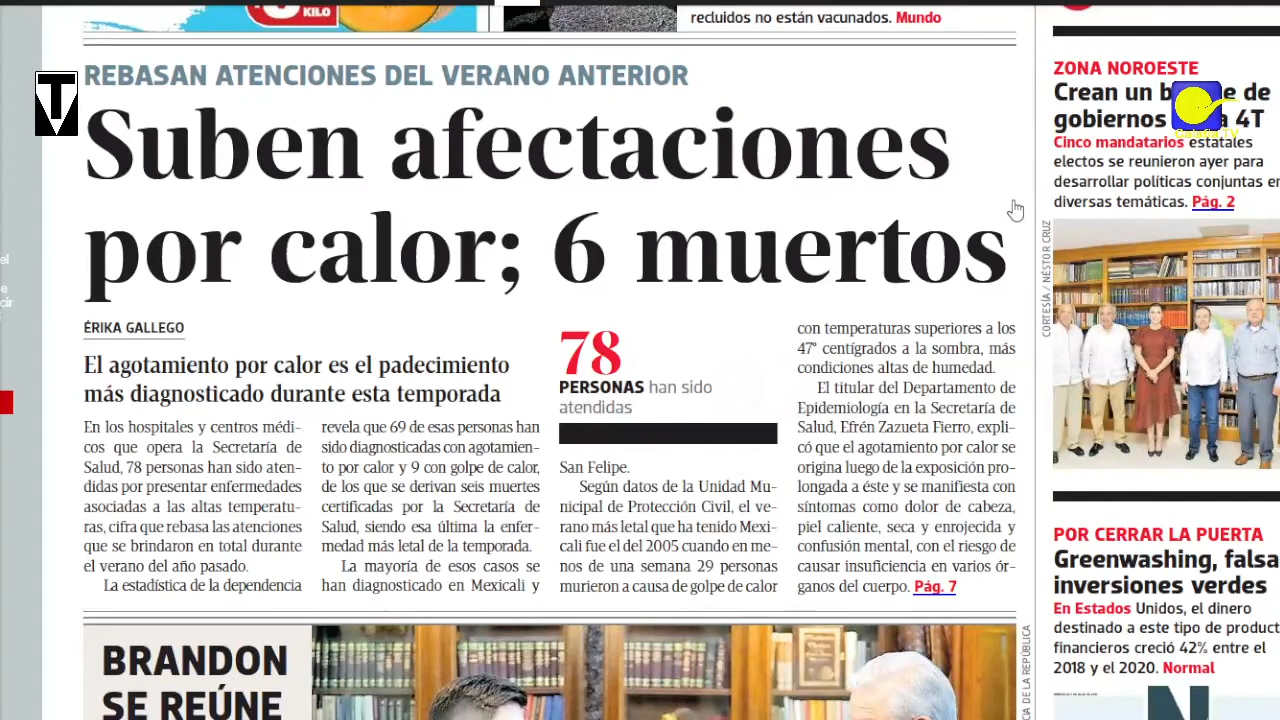 KILO
recluidos no están vacunados. Mundo
T
REBASAN ATENCIONES DEL VERANO ANTERIOR
Suben afectaciones
por calor; 6 muertos
ÉRIKA GALLEGO
El agotamiento por calor es el padecimiento
más diagnosticado durante esta temporada
En los hospitales y centros médi-
cos que opera la Secretaría de
Salud, 78 personas han sido aten-
didas por presentar enfermedades
asociadas a las altas temperatu-
ras, cifra que rebasa las atenciones
que se brindaron en total durante
el verano del año pasado.
La estadística de la dependencia
revela que 69 de esas personas han
sido diagnosticadas con agotamien-
to por calor y 9 con golpe de calor,
de los que se derivan seis muertes
certificadas por la Secretaría de
Salud, siendo esa última la enfer-
medad más letal de la temporada.
La mayoría de esos casos se
han diagnosticado en Mexicali y
78
PERSONAS han sido
atendidas
San Felipe.
Según datos de la Unidad Mu-
nicipal de Protección Civil, el ve-
rano más letal que ha tenido Mexi-
cali fue el del 2005 cuando en me-
nos de una semana 29 personas
murieron a causa de golpe de calor
con temperaturas superiores a los
47° centígrados a la sombra, más
condiciones altas de humedad.
El titular del Departamento de
Epidemiología en la Secretaría de
Salud, Efrén Zazueta Fierro, expli-
có que el agotamiento por calor se
origina luego de la exposición pro-
longada a éste y se manifiesta con
síntomas como dolor de cabeza,
piel caliente, seca y enrojecida y
confusión mental, con el riesgo de
causar insuficiencia en varios ór-
ganos del cuerpo. Pág. 7
ZONA NOROESTE
Crean un de
gobiernos 4T
Cinco mandatarios estatales
electos se reunieron ayer para
desarrollar políticas conjuntas en
diversas temáticas. Pág. 2
CORTESÍA / NÉSTOR CRUZ
POR CERRAR LA PUERTA
Greenwashing, falsa
inversiones verdes
En Estados Unidos, el dinero
destinado a este tipo de product
financieros creció 42% entre el
2018 y el 2020. Normal
BRANDON
SE REÚNE
CIA DE LA REPÚBLICA
N